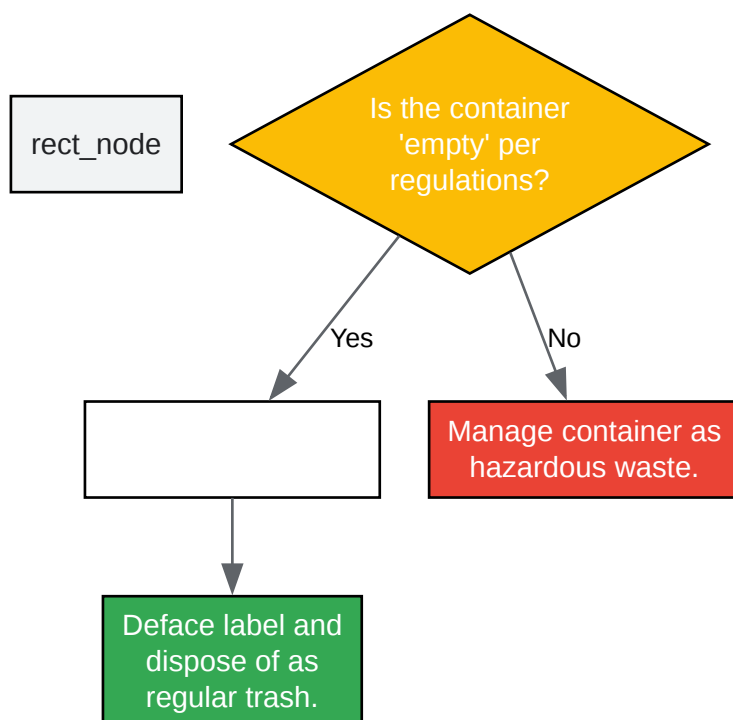 Is the container
'empty' per
regulations?
rect_node
Yes
No
Manage container as
hazardous waste.
Deface label and
dispose of as
regular trash.